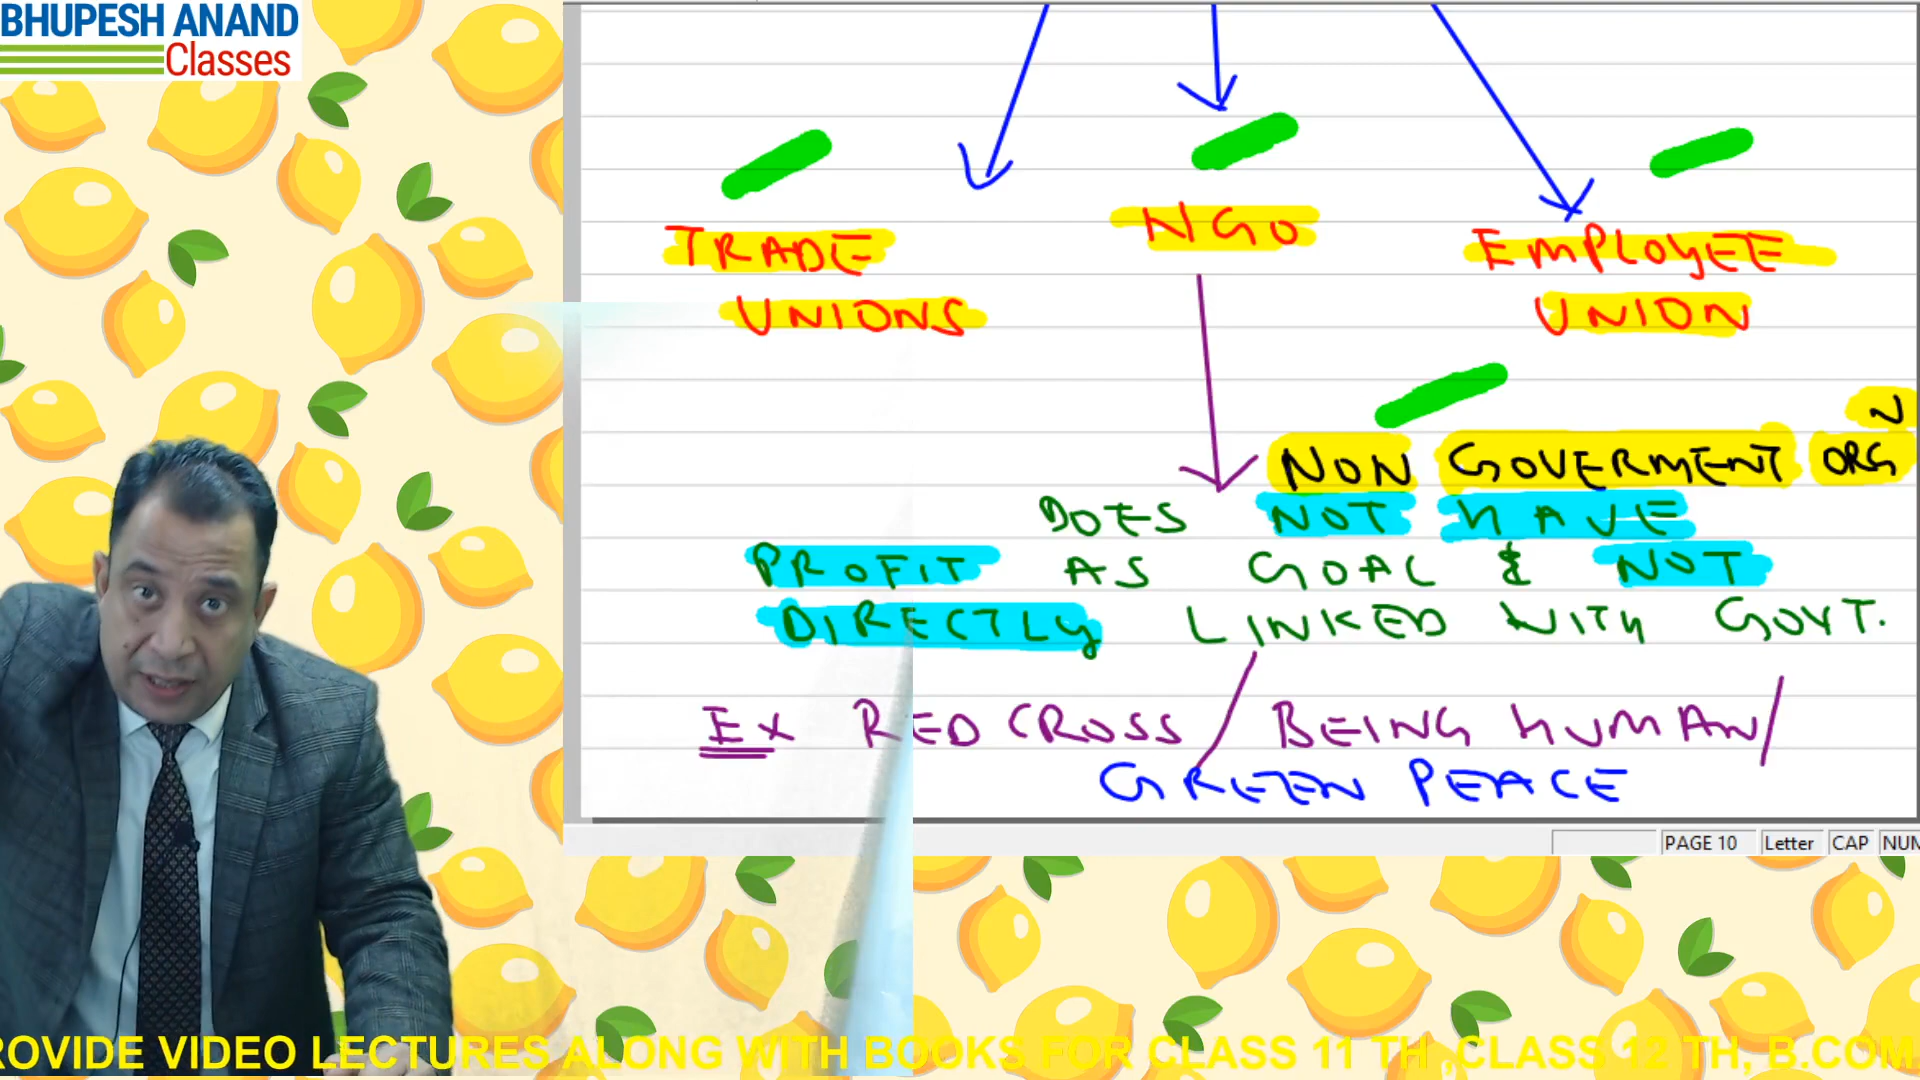 BHUPESH ANAND
Classes
TRADE
UNIONS
NGO
EMPLOYEE
UNION
NON GOVERMENT ORG
N
DOES NOT HAVE
PROFIT AS GOAL & NOT
DIRECTLY LINKED WITH GOVT.
EX RED CROSS / BEING HUMAN /
GREEN PEACE
PAGE 10 Letter CAP NUM
ROVIDE VIDEO LECTURES ALONG WITH BOOKS FOR CLASS 11 TH ,CLASS 12 TH, B.COM